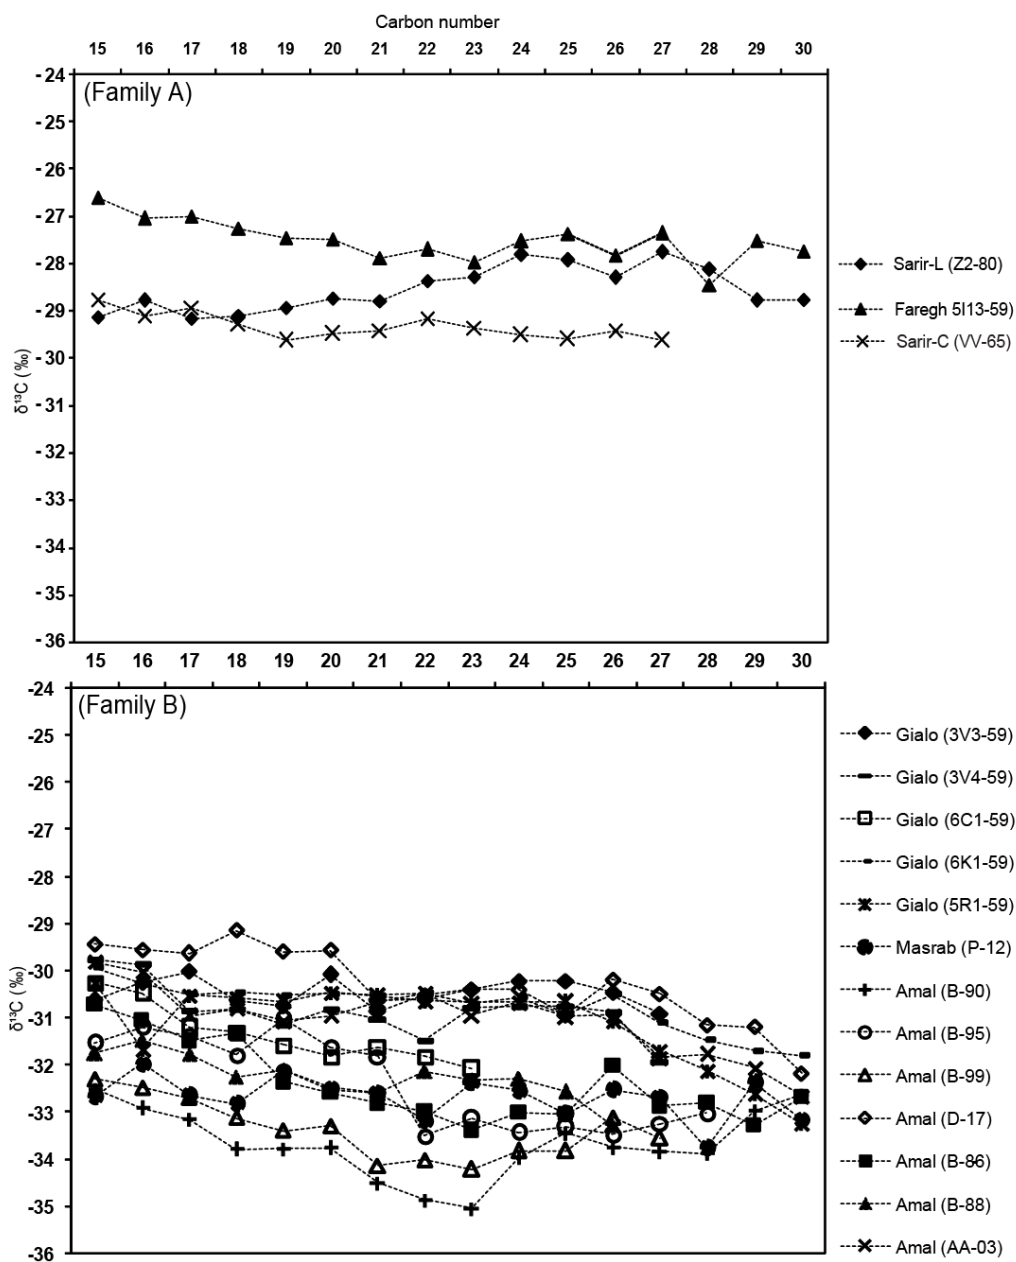 Carbon number
15 16 17 18 19 20 21 22 23 24 25 26 27 28 29 30
-24
(Family A)
-25
-26
-27
-28
-29
-30
-31
-32
-33
-34
-35
-36
δ¹³C (‰)
Sarir-L (Z2-80)
Faregh 5I13-59)
Sarir-C (VV-65)
15 16 17 18 19 20 21 22 23 24 25 26 27 28 29 30
-24
(Family B)
-25
-26
-27
-28
-29
-30
-31
-32
-33
-34
-35
-36
δ¹³C (‰)
Gialo (3V3-59)
Gialo (3V4-59)
Gialo (6C1-59)
Gialo (6K1-59)
Gialo (5R1-59)
Masrab (P-12)
Amal (B-90)
Amal (B-95)
Amal (B-99)
Amal (D-17)
Amal (B-86)
Amal (B-88)
Amal (AA-03)